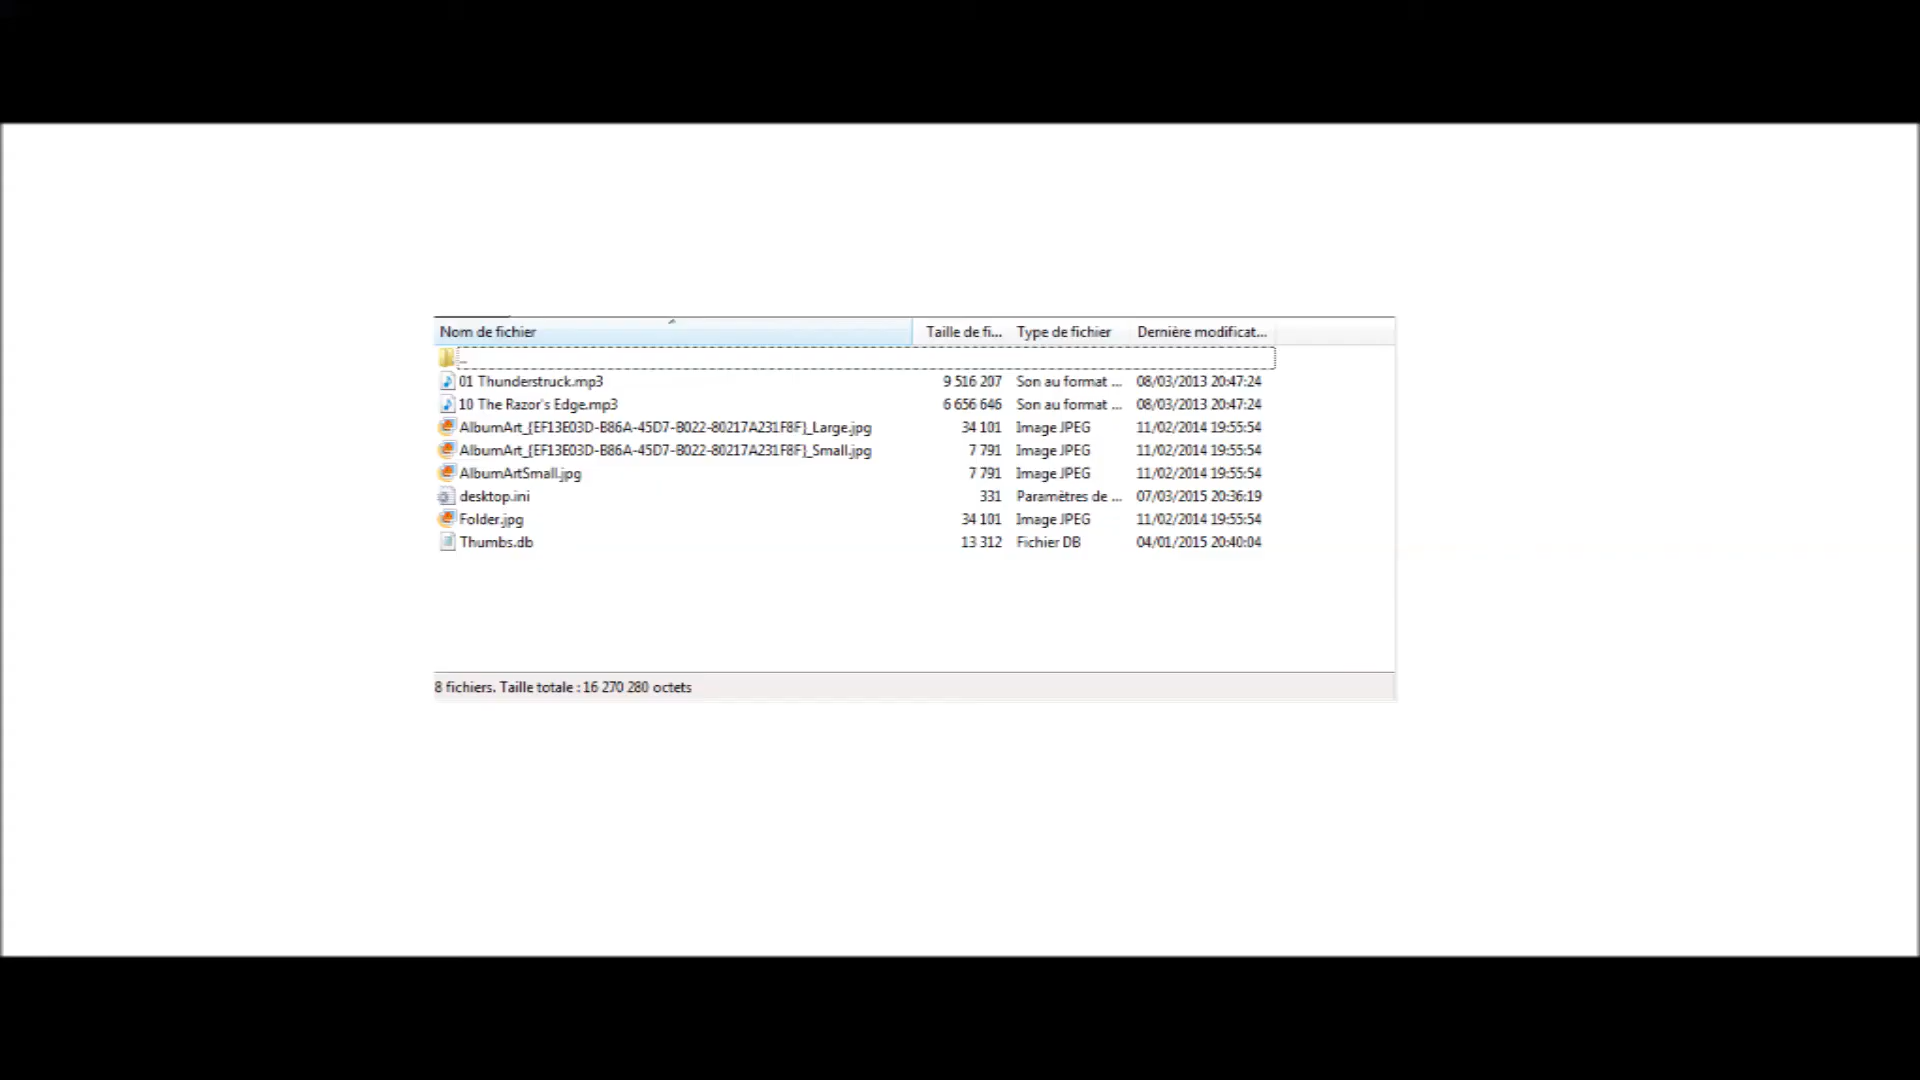 Nom de fichier Taille de fi... Type de fichier Dernière modificat...
..
01 Thunderstruck.mp3 9 516 207 Son au format ... 08/03/2013 20:47:24
10 The Razor's Edge.mp3 6 656 646 Son au format ... 08/03/2013 20:47:24
AlbumArt_{EF13E03D-B86A-45D7-B022-80217A231F8F}_Large.jpg 34 101 Image JPEG 11/02/2014 19:55:54
AlbumArt_{EF13E03D-B86A-45D7-B022-80217A231F8F}_Small.jpg 7 791 Image JPEG 11/02/2014 19:55:54
AlbumArtSmall.jpg 7 791 Image JPEG 11/02/2014 19:55:54
desktop.ini 331 Paramètres de ... 07/03/2015 20:36:19
Folder.jpg 34 101 Image JPEG 11/02/2014 19:55:54
Thumbs.db 13 312 Fichier DB 04/01/2015 20:40:04
8 fichiers. Taille totale : 16 270 280 octets